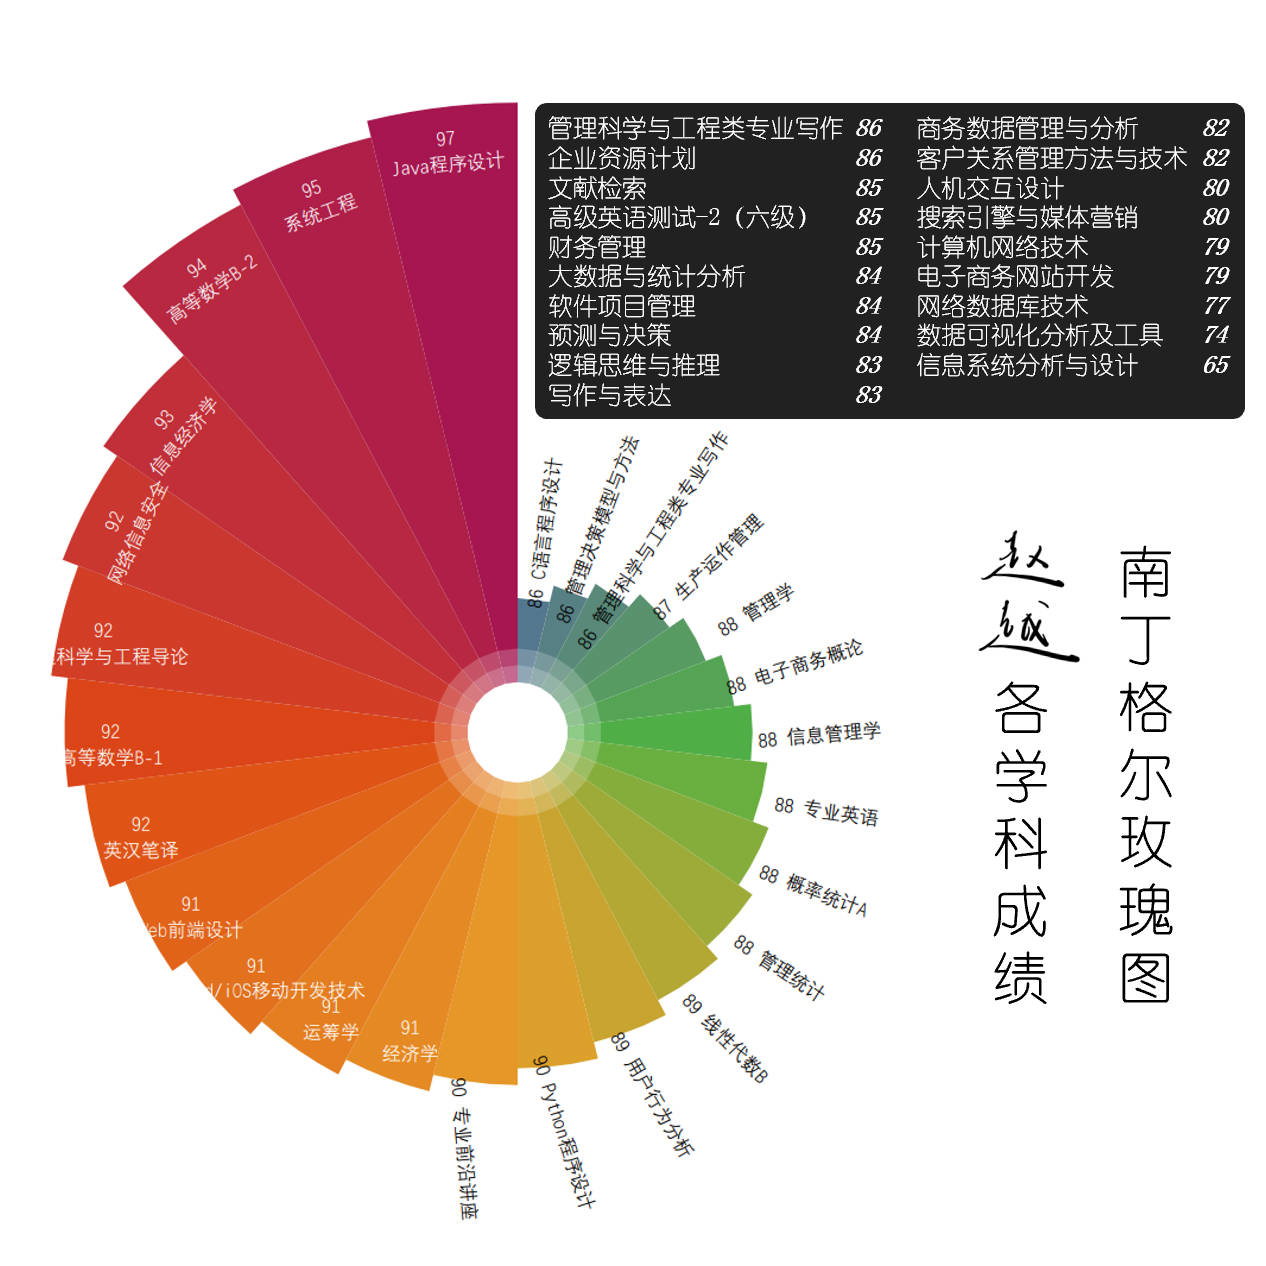 管理科学与工程类专业写作 86
企业资源计划 86
文献检索 85
高级英语测试-2（六级） 85
财务管理 85
大数据与统计分析 84
软件项目管理 84
预测与决策 84
逻辑思维与推理 83
写作与表达 83
商务数据管理与分析 82
客户关系管理方法与技术 82
人机交互设计 80
搜索引擎与媒体营销 80
计算机网络技术 79
电子商务网站开发 79
网络数据库技术 77
数据可视化分析及工具 74
信息系统分析与设计 65
97
Java程序设计
95
系统工程
94
高等数学B-2
93
信息经济学
92
网络信息安全
92
科学与工程导论
92
高等数学B-1
92
英汉笔译
91
eb前端设计
91
d/iOS移动开发技术
91
运筹学
91
经济学
90 专业前沿讲座
90 Python程序设计
89 用户行为分析
89 线性代数B
88 管理统计
88 概率统计A
88 专业英语
88 信息管理学
88 电子商务概论
88 管理学
87 生产运作管理
86 管理科学与工程类专业写作
86 管理决策模型与方法
86 C语言程序设计
南丁格尔玫瑰图
赵越各学科成绩